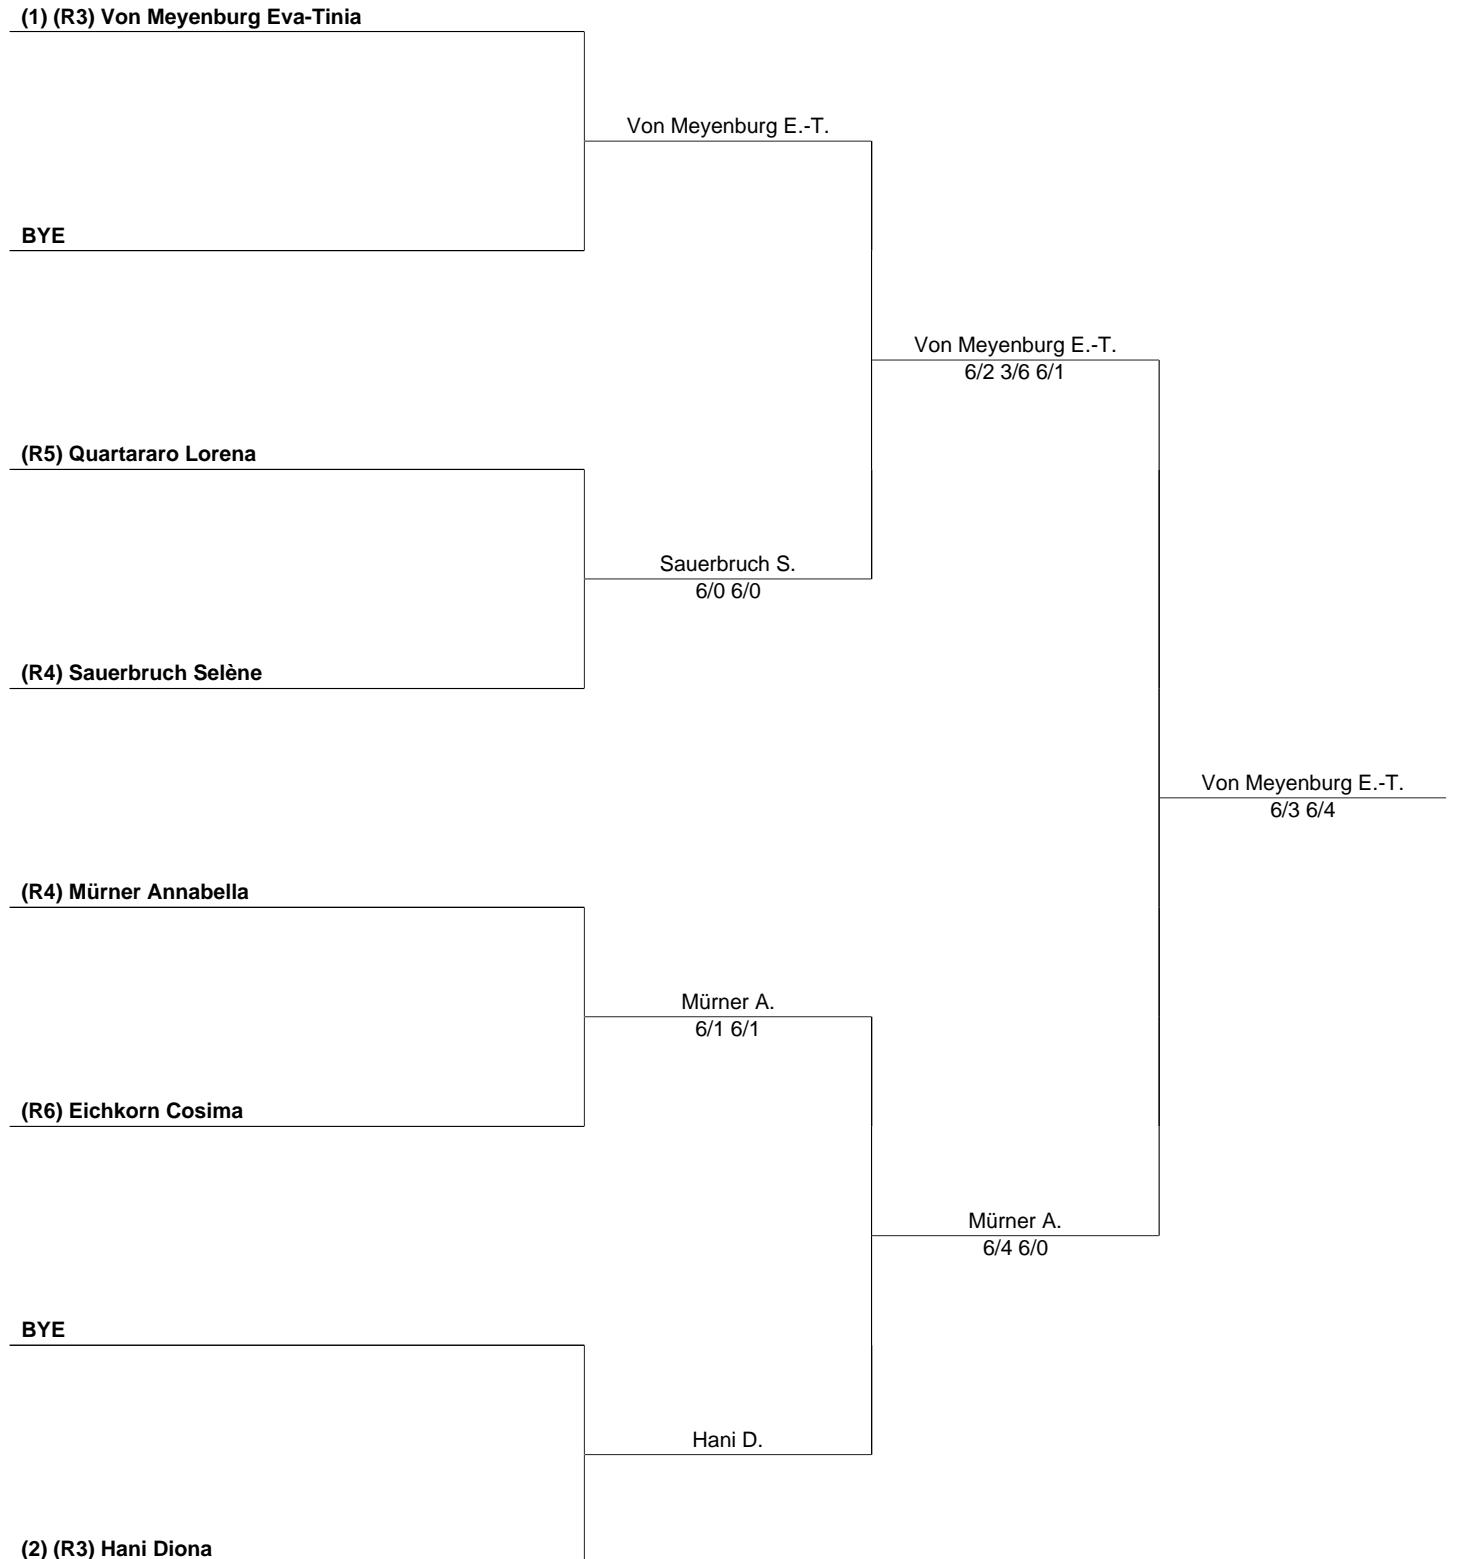 (1) (R3) Von Meyenburg Eva-Tinia
Von Meyenburg E.-T.
BYE
Von Meyenburg E.-T.
6/2 3/6 6/1
(R5) Quartararo Lorena
Sauerbruch S.
6/0 6/0
(R4) Sauerbruch Selène
Von Meyenburg E.-T.
6/3 6/4
(R4) Mürner Annabella
Mürner A.
6/1 6/1
(R6) Eichkorn Cosima
Mürner A.
6/4 6/0
BYE
Hani D.
(2) (R3) Hani Diona